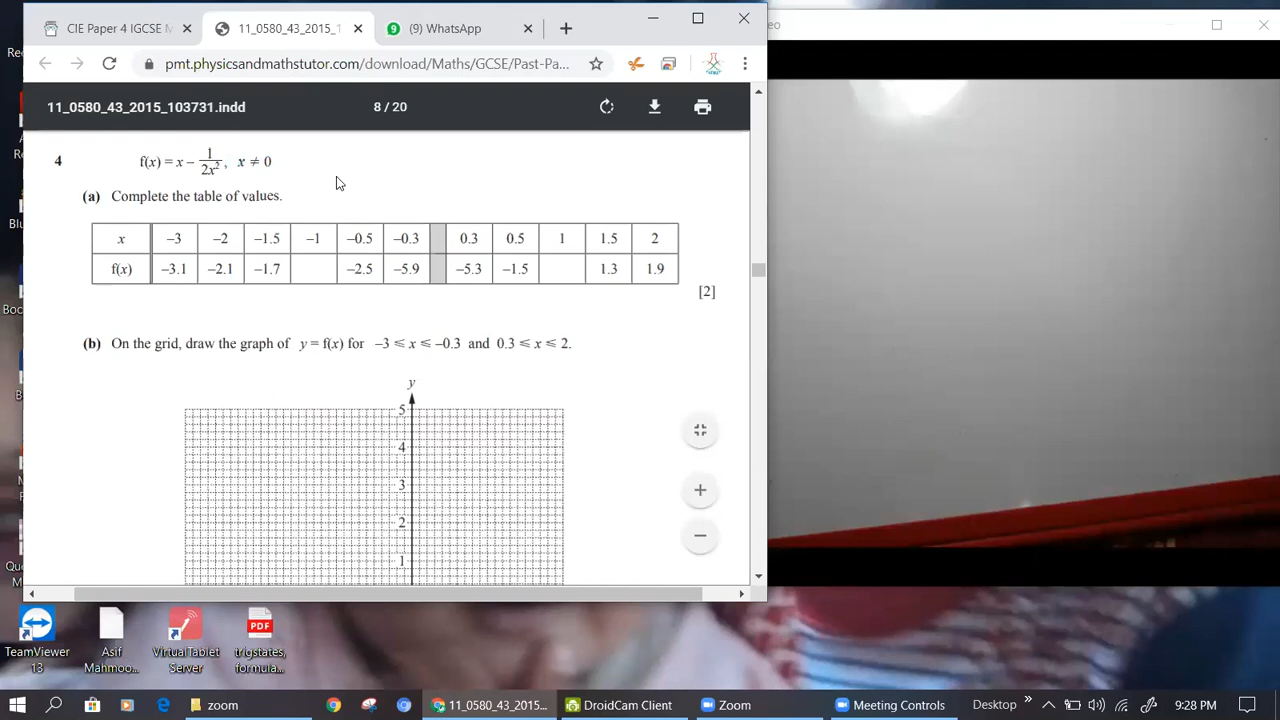 CIE Paper 4 IGCSE M
11_0580_43_2015_1
(9) WhatsApp
eo
pmt.physicsandmathstutor.com/download/Maths/GCSE/Past-Pa...
11_0580_43_2015_103731.indd
8 / 20
4 f(x) = x − 1/2x², x ≠ 0
(a) Complete the table of values.
x −3 −2 −1.5 −1 −0.5 −0.3 0.3 0.5 1 1.5 2
f(x) −3.1 −2.1 −1.7 −2.5 −5.9 −5.3 −1.5 1.3 1.9
[2]
(b) On the grid, draw the graph of y = f(x) for −3 ⩽ x ⩽ −0.3 and 0.3 ⩽ x ⩽ 2.
y
5
4
3
2
1
TeamViewer
13
Asif
Mahmoo...
VirtualTablet
Server
PDF
trigstates,
formula...
zoom
11_0580_43_2015...
DroidCam Client
Zoom
Meeting Controls
Desktop
9:28 PM